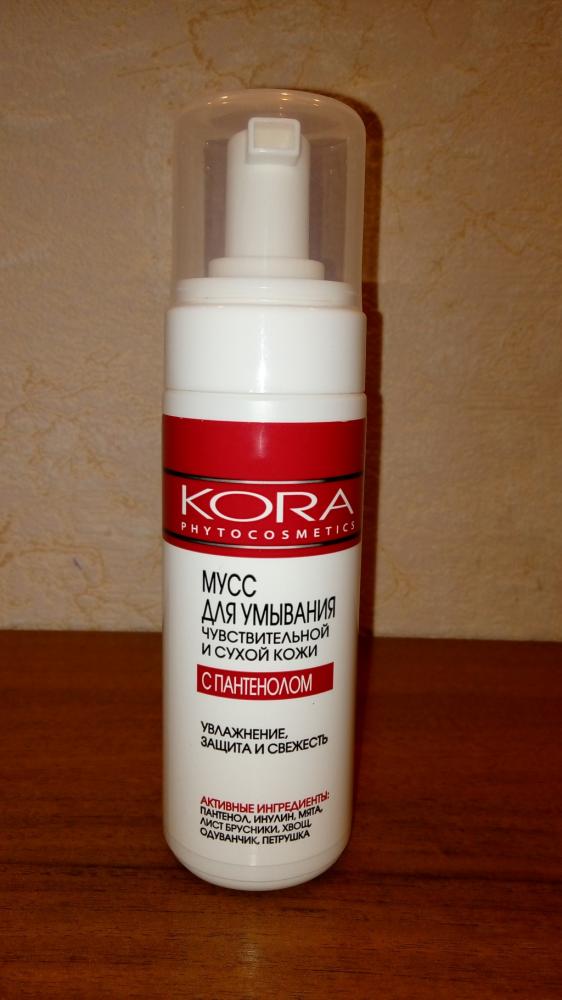 KORA
PHYTOCOSMETICS
МУСС
ДЛЯ УМЫВАНИЯ
ЧУВСТВИТЕЛЬНОЙ
И СУХОЙ КОЖИ
С ПАНТЕНОЛОМ
УВЛАЖНЕНИЕ,
ЗАЩИТА И СВЕЖЕСТЬ
АКТИВНЫЕ ИНГРЕДИЕНТЫ:
ПАНТЕНОЛ, ИНУЛИН, МЯТА,
ЛИСТ БРУСНИКИ, ХВОЩ,
ОДУВАНЧИК, ПЕТРУШКА